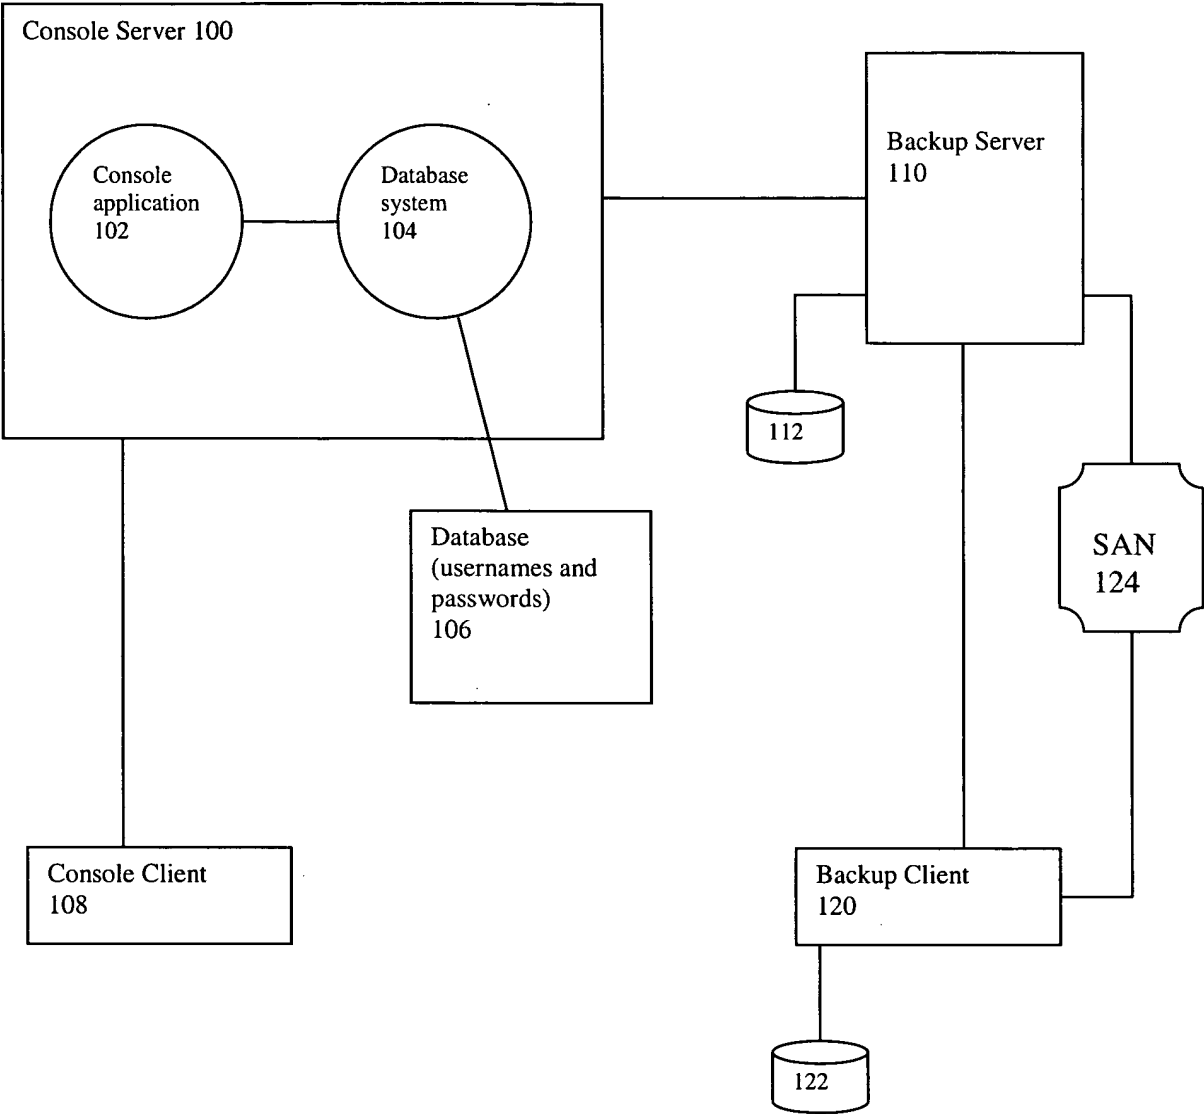 Console Server 100
Console
application
102
Database
system
104
Backup Server
110
112
Database
(usernames and
passwords)
106
SAN
124
Console Client
108
Backup Client
120
122